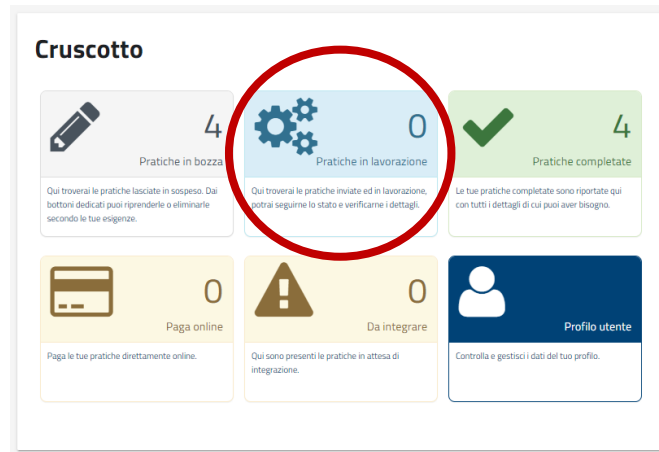 Cruscotto
4
Pratiche in bozza
Qui troverai le pratiche lasciate in sospeso. Dai
bottoni dedicati puoi riprenderle o eliminarle
secondo le tue esigenze.
0
Pratiche in lavorazione
Qui troverai le pratiche inviate ed in lavorazione,
potrai seguirne lo stato e verificarne i dettagli.
4
Pratiche completate
Le tue pratiche completate sono riportate qui
con tutti i dettagli di cui puoi aver bisogno.
0
Paga online
Paga le tue pratiche direttamente online.
0
Da integrare
Qui sono presenti le pratiche in attesa di
integrazione.
Profilo utente
Controlla e gestisci i dati del tuo profilo.